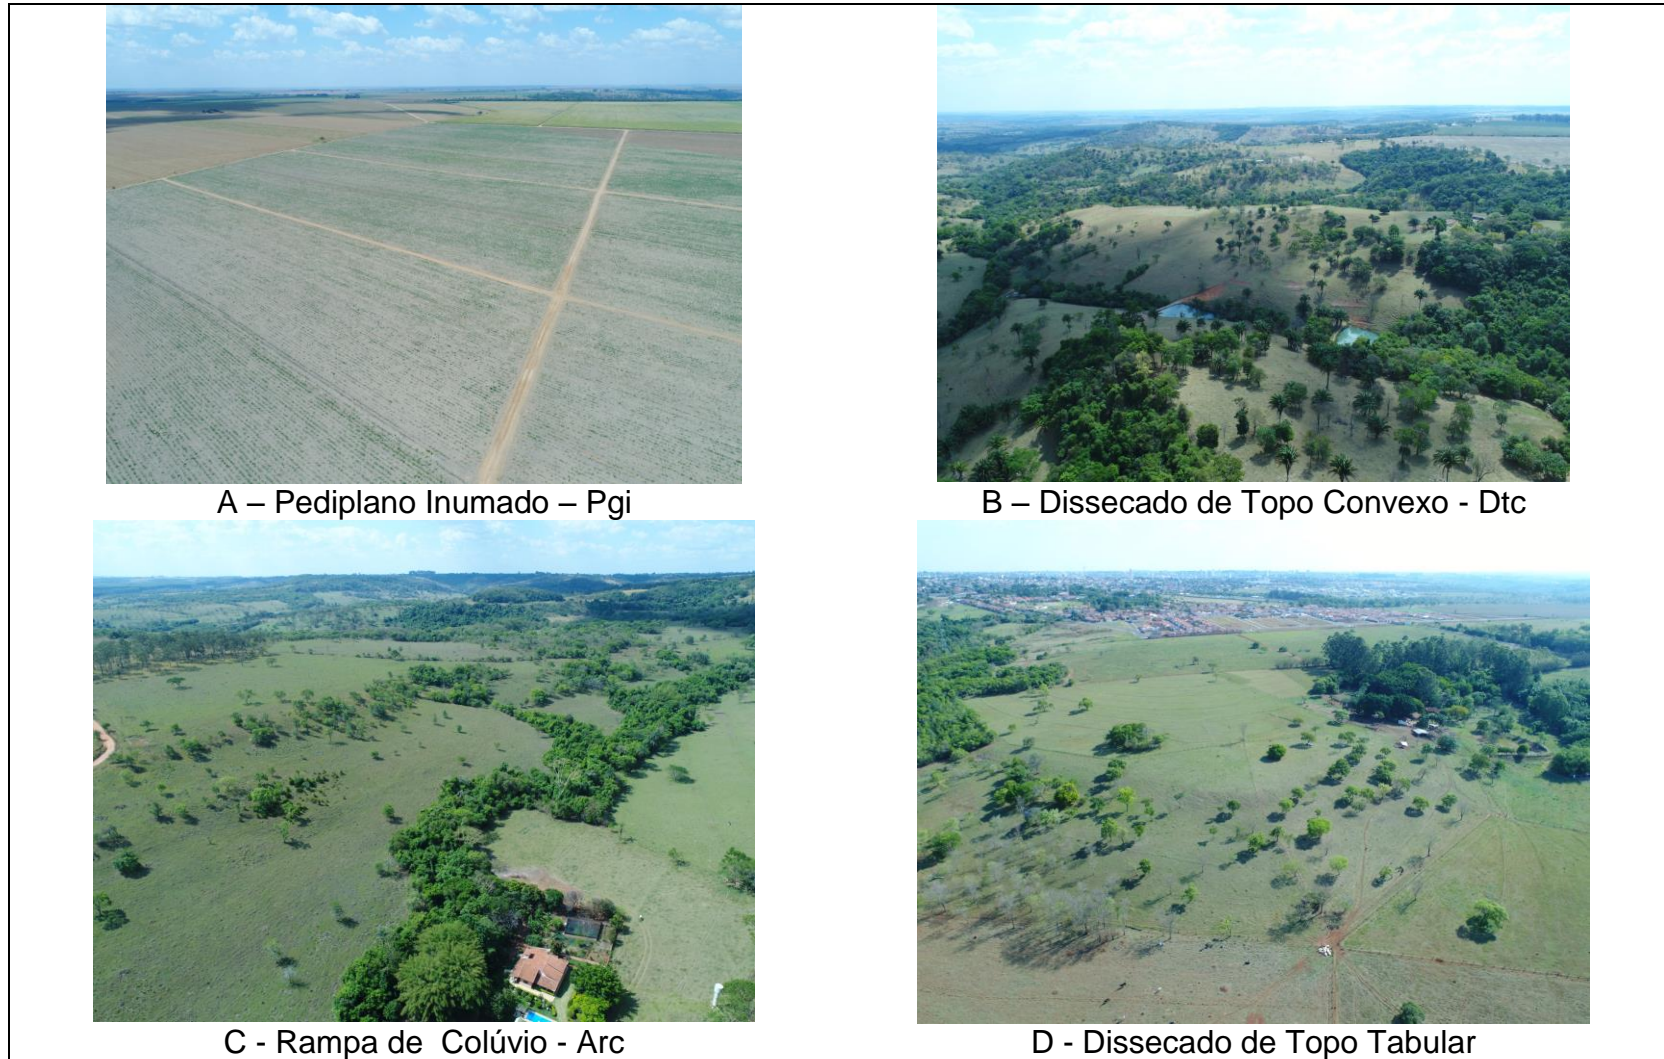 A – Pediplano Inumado – Pgi
B – Dissecado de Topo Convexo - Dtc
C - Rampa de Colúvio - Arc
D - Dissecado de Topo Tabular